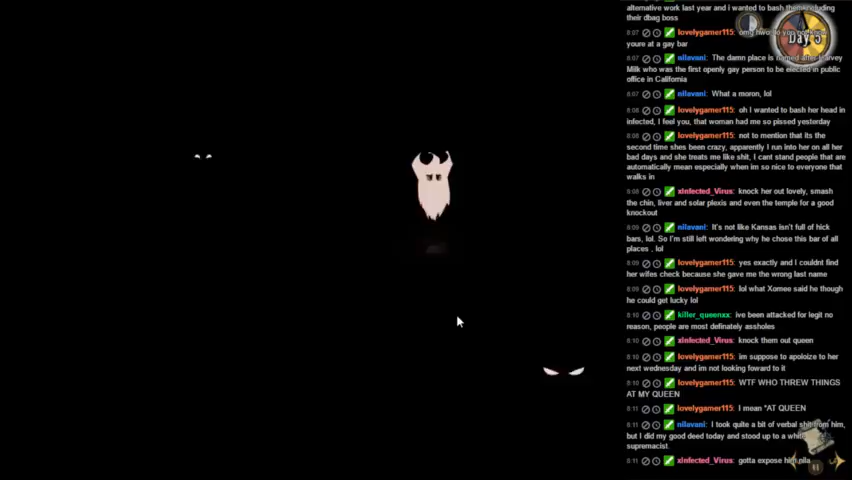 alternative work last year and i wanted to bash them including
their dbag boss
8:07 lovelygamer115: omg hwo do you not know
youre at a gay bar
8:07 nilavani: The damn place is named after Harvey
Milk who was the first openly gay person to be elected in public
office in California
8:07 nilavani: What a moron, lol
8:08 lovelygamer115: oh I wanted to bash her head in
infected, I feel you, that woman had me so pissed yesterday
8:08 lovelygamer115: not to mention that its the
second time shes been crazy, apparently I run into her on all her
bad days and she treats me like shit, I cant stand people that are
automatically mean especially when im so nice to everyone that
walks in
8:08 xInfected_Virus: knock her out lovely, smash
the chin, liver and solar plexis and even the temple for a good
knockout
8:09 nilavani: It's not like Kansas isn't full of hick
bars, lol. So I'm still left wondering why he chose this bar of all
places , lol
8:09 lovelygamer115: yes exactly and I couldnt find
her wifes check because she gave me the wrong last name
8:09 lovelygamer115: lol what Xomee said he though
he could get lucky lol
8:10 killer_queenxx: ive been attacked for legit no
reason, people are most definately assholes
8:10 xInfected_Virus: knock them out queen
8:10 lovelygamer115: im suppose to apoloize to her
next wednesday and im not looking foward to it
8:10 lovelygamer115: WTF WHO THREW THINGS
AT MY QUEEN
8:11 lovelygamer115: I mean *AT QUEEN
8:11 nilavani: I took quite a bit of verbal shit from him,
but I did my good deed today and stood up to a white
supremacist.
8:11 xInfected_Virus: gotta expose him nila
Day 5